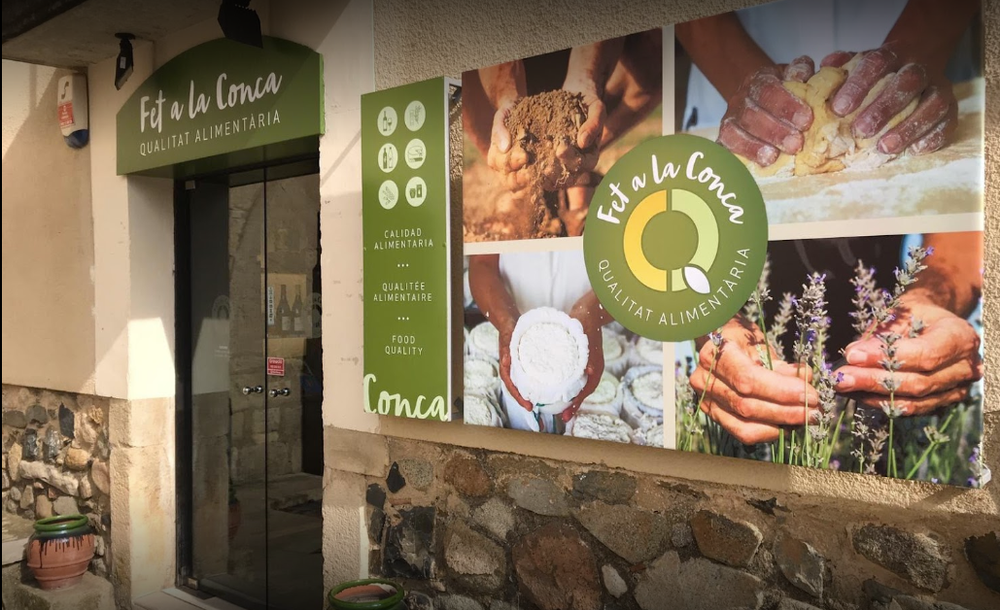 Fet a la Conca
QUALITAT ALIMENTÀRIA
CALIDAD
ALIMENTARIA
•••
QUALITÉE
ALIMENTAIRE
•••
FOOD
QUALITY
Conca
Fet a la Conca
QUALITAT ALIMENTÀRIA